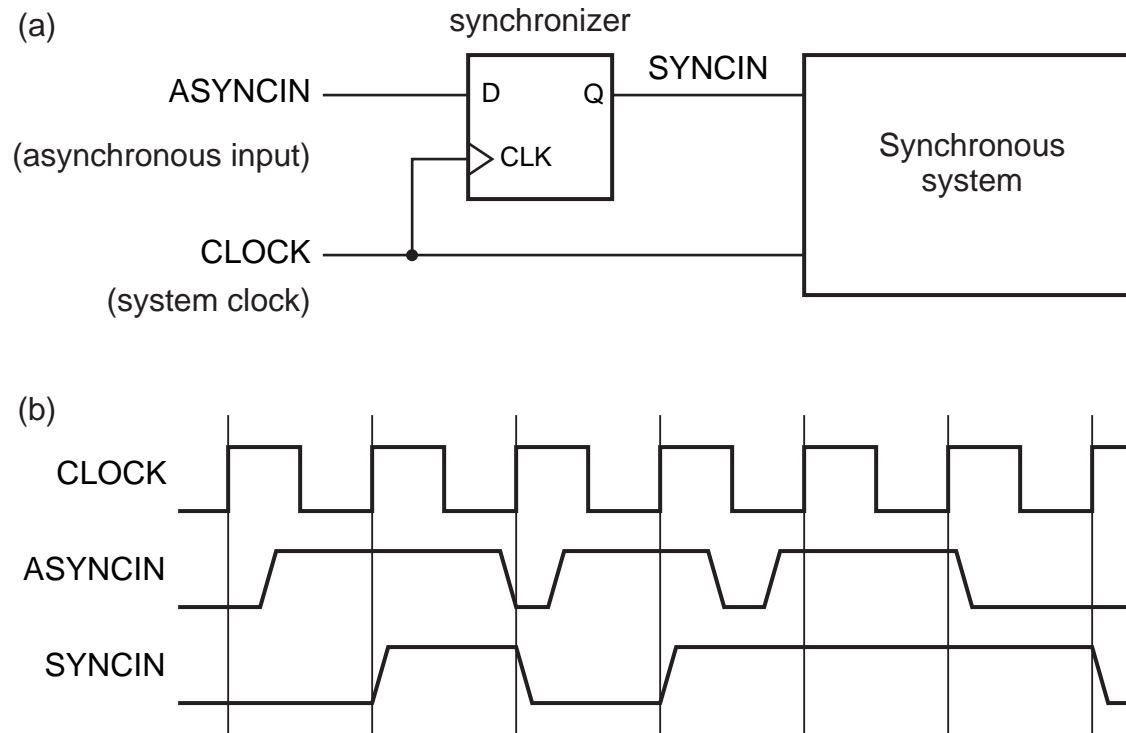 (a)
synchronizer
ASYNCIN
D
Q
SYNCIN
(asynchronous input)
CLK
Synchronous
system
CLOCK
(system clock)
(b)
CLOCK
ASYNCIN
SYNCIN